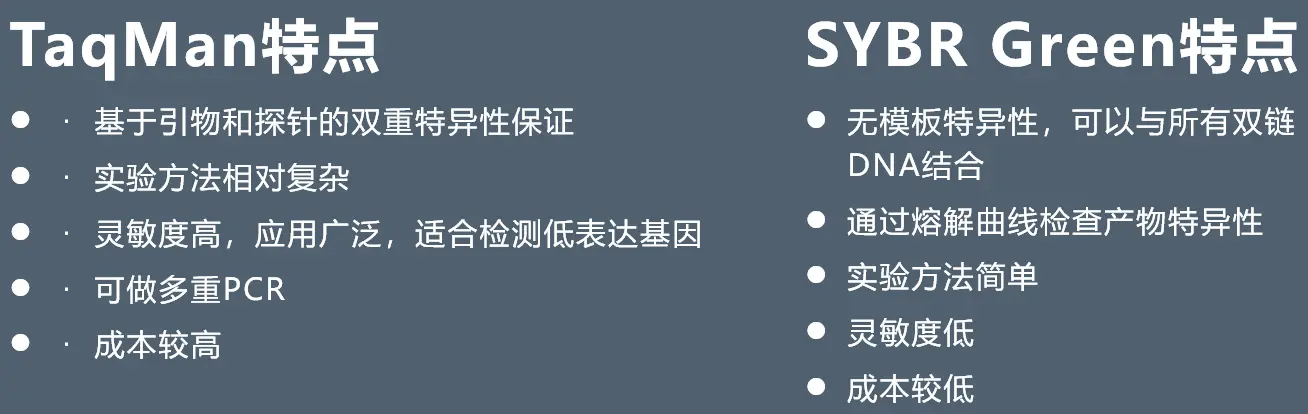 TaqMan特点
● · 基于引物和探针的双重特异性保证
● · 实验方法相对复杂
● · 灵敏度高，应用广泛，适合检测低表达基因
● · 可做多重PCR
● · 成本较高
SYBR Green特点
● 无模板特异性，可以与所有双链
DNA结合
● 通过熔解曲线检查产物特异性
● 实验方法简单
● 灵敏度低
● 成本较低